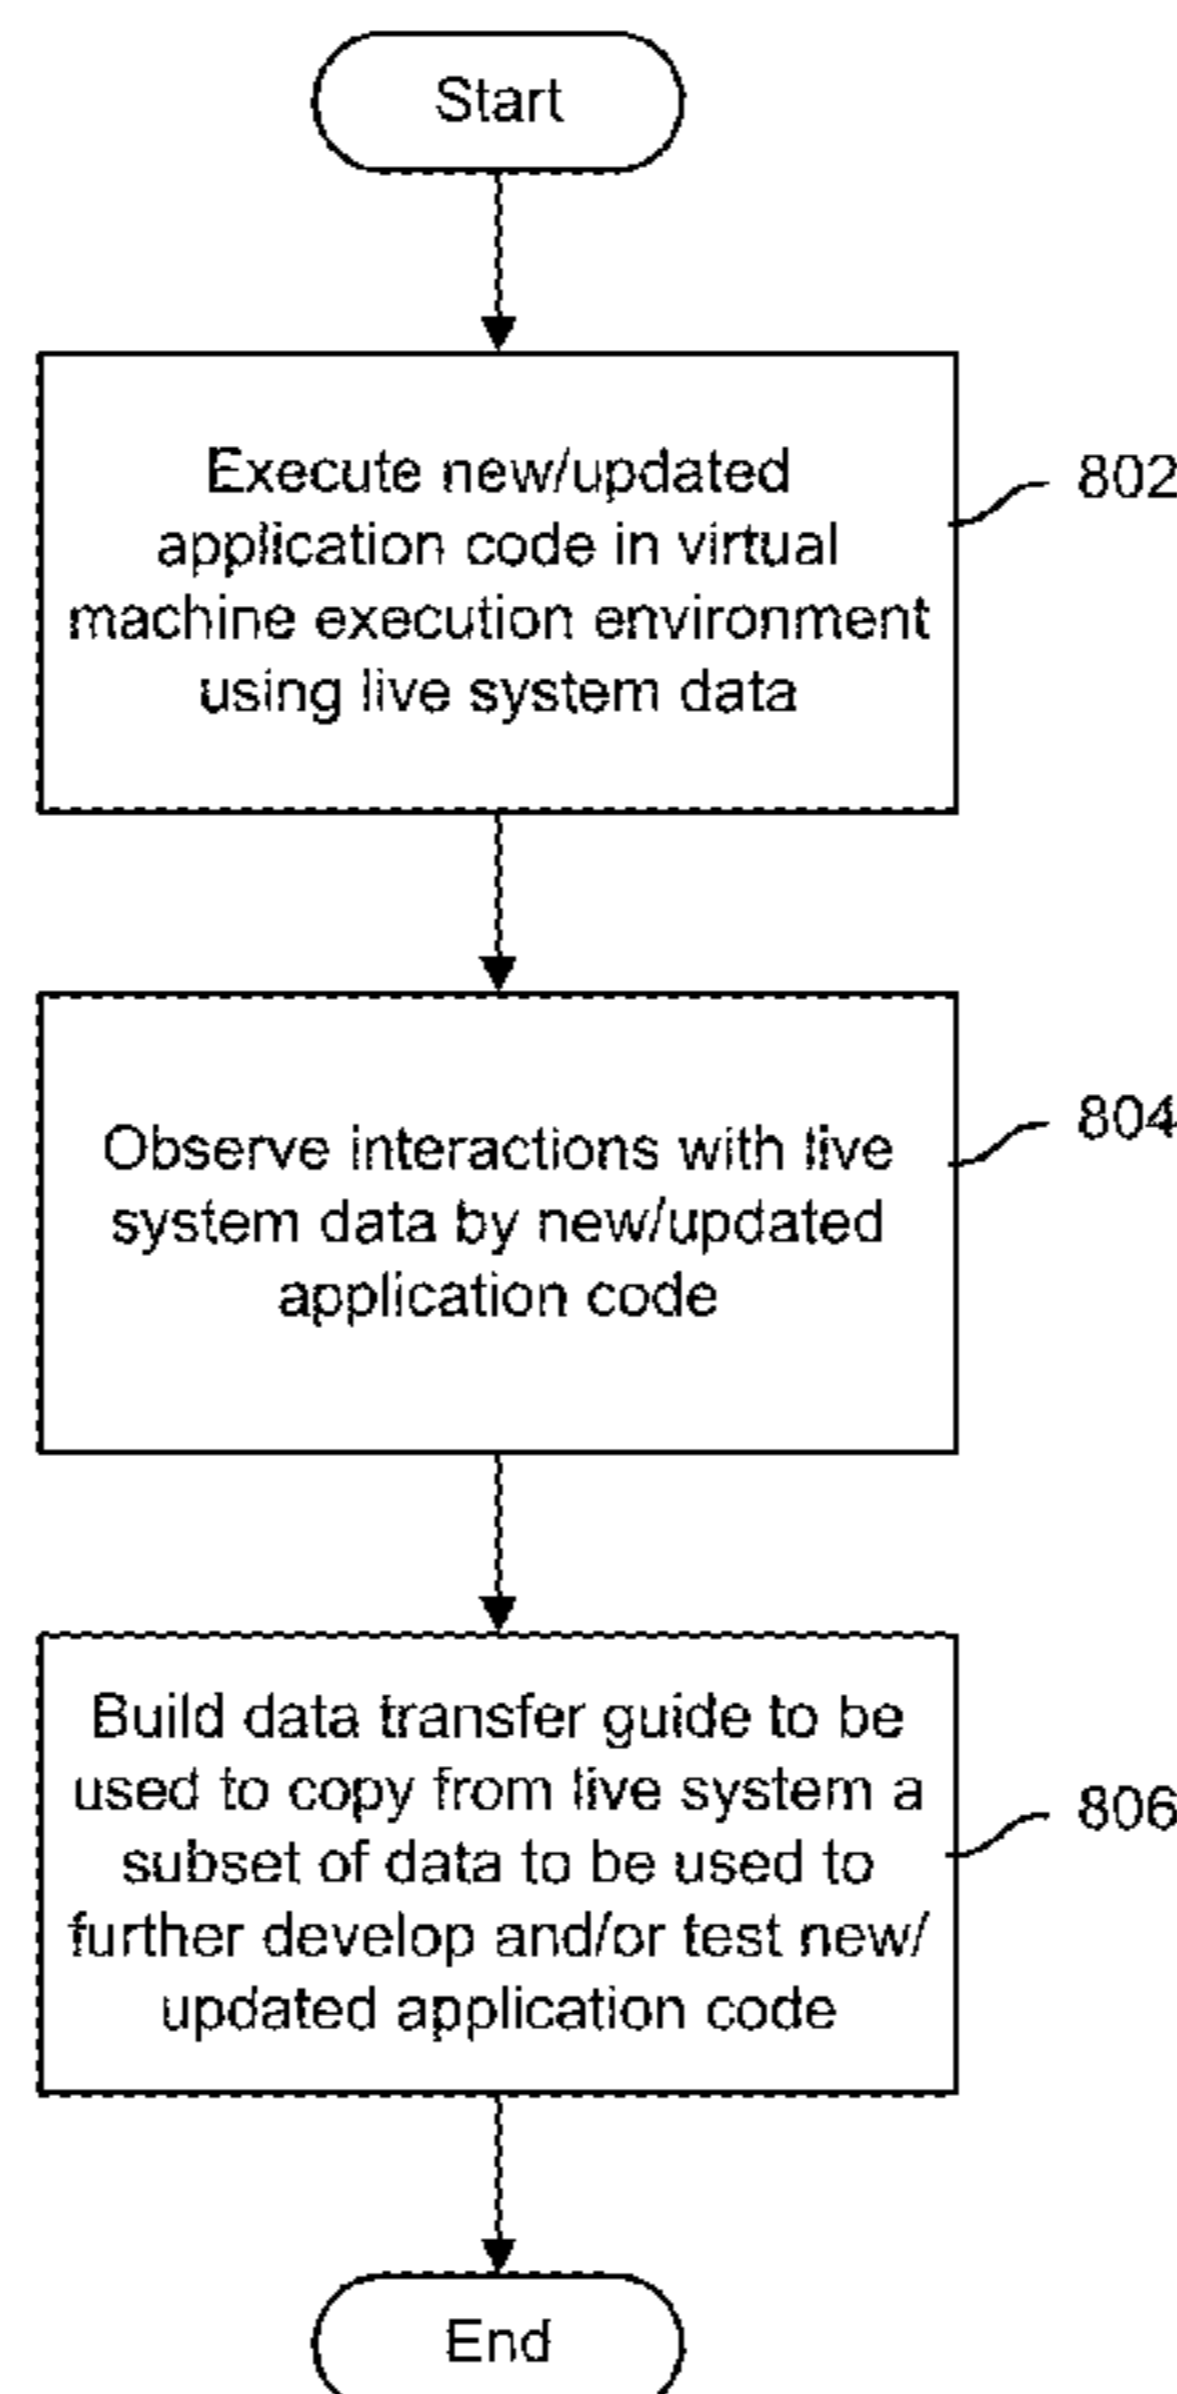 Start
Execute new/updated
application code in virtual
machine execution environment
using live system data
802
Observe interactions with live
system data by new/updated
application code
804
Build data transfer guide to be
used to copy from live system a
subset of data to be used to
further develop and/or test new/
updated application code
806
End